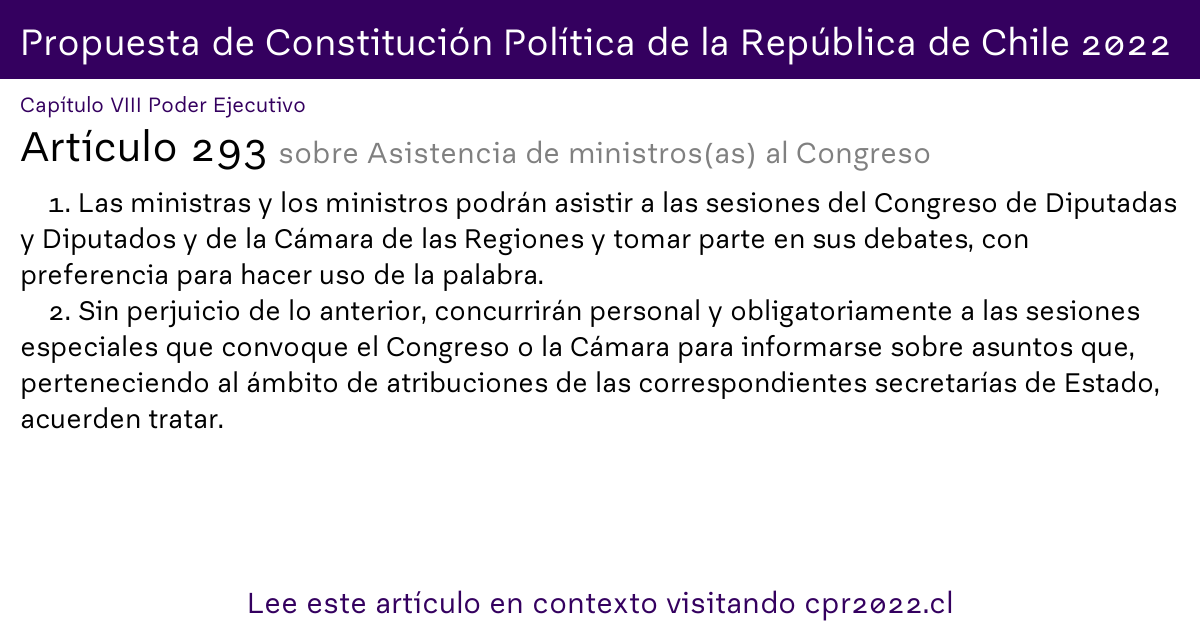 Propuesta de Constitución Política de la República de Chile 2022
Capítulo VIII Poder Ejecutivo
Artículo 293 sobre Asistencia de ministros(as) al Congreso
1. Las ministras y los ministros podrán asistir a las sesiones del Congreso de Diputadas
y Diputados y de la Cámara de las Regiones y tomar parte en sus debates, con
preferencia para hacer uso de la palabra.
2. Sin perjuicio de lo anterior, concurrirán personal y obligatoriamente a las sesiones
especiales que convoque el Congreso o la Cámara para informarse sobre asuntos que,
perteneciendo al ámbito de atribuciones de las correspondientes secretarías de Estado,
acuerden tratar.
Lee este artículo en contexto visitando cpr2022.cl